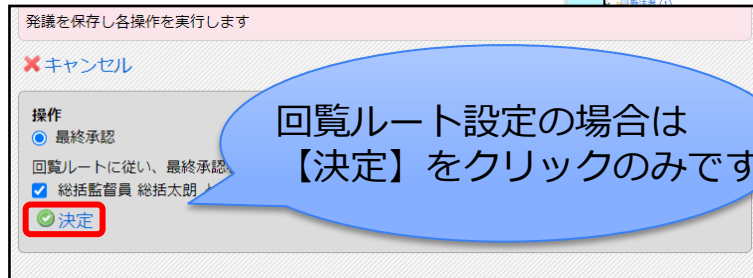 発議を保存し各操作を実行します
キャンセル
操作
最終承認
回覧ルートに従い、最終承認
総括監督員 総括太朗
決定
回覧ルート設定の場合は
【決定】をクリックのみです